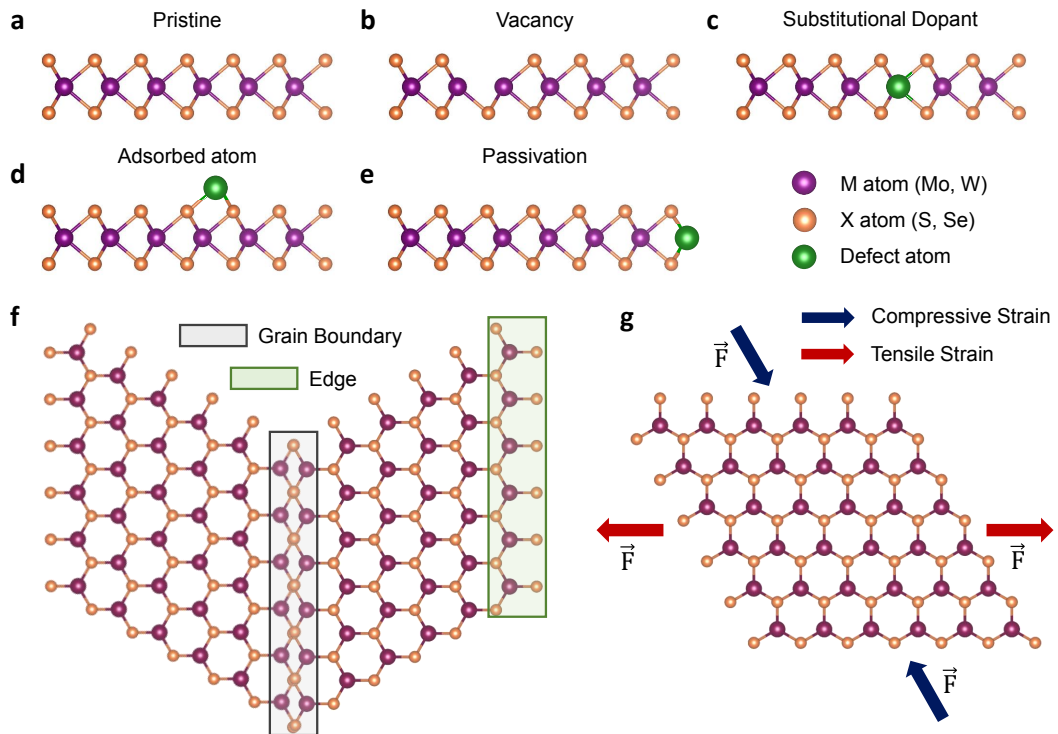 a
Pristine
b
Vacancy
c
Substitutional Dopant
d
Adsorbed atom
e
Passivation
M atom (Mo, W)
X atom (S, Se)
Defect atom
f
Grain Boundary
Edge
g
Compressive Strain
Tensile Strain
F⃗
F⃗
F⃗
F⃗